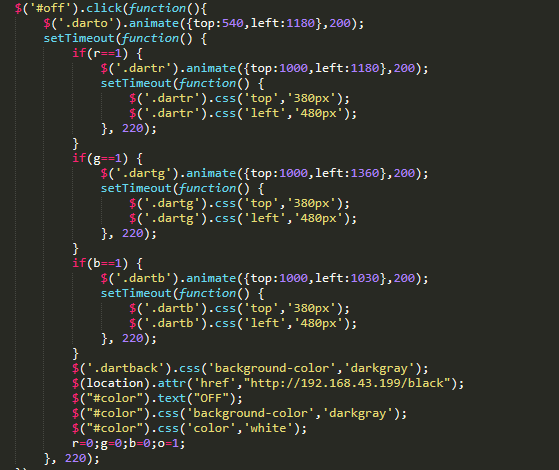 $('#off').click(function(){
$('.darto').animate({top:540,left:1180},200);
setTimeout(function() {
if(r==1) {
$('.dartr').animate({top:1000,left:1180},200);
setTimeout(function() {
$('.dartr').css('top','380px');
$('.dartr').css('left','480px');
}, 220);
}
if(g==1) {
$('.dartg').animate({top:1000,left:1360},200);
setTimeout(function() {
$('.dartg').css('top','380px');
$('.dartg').css('left','480px');
}, 220);
}
if(b==1) {
$('.dartb').animate({top:1000,left:1030},200);
setTimeout(function() {
$('.dartb').css('top','380px');
$('.dartb').css('left','480px');
}, 220);
}
$('.dartback').css('background-color','darkgray');
$(location).attr('href',"http://192.168.43.199/black");
$("#color").text("OFF");
$("#color").css('background-color','darkgray');
$("#color").css('color','white');
r=0;g=0;b=0;o=1;
}, 220);